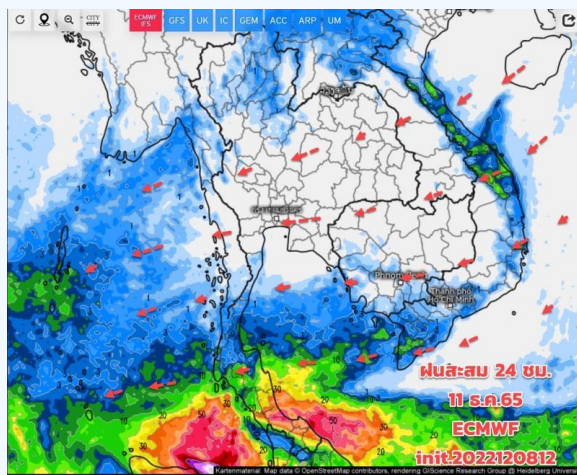 CITY
CITY
ECMWF
IFS
GFS
UK
IC
GEM
ACC
ARP
UM
Phnom
Thành phố
Hồ Chí Minh
ฝนสะสม 24 ชม.
11 ธ.ค.65
ECMWF
init.2022120812
Kartenmaterial: Map data © OpenStreetMap contributors, rendering GIScience Research Group @ Heidelberg